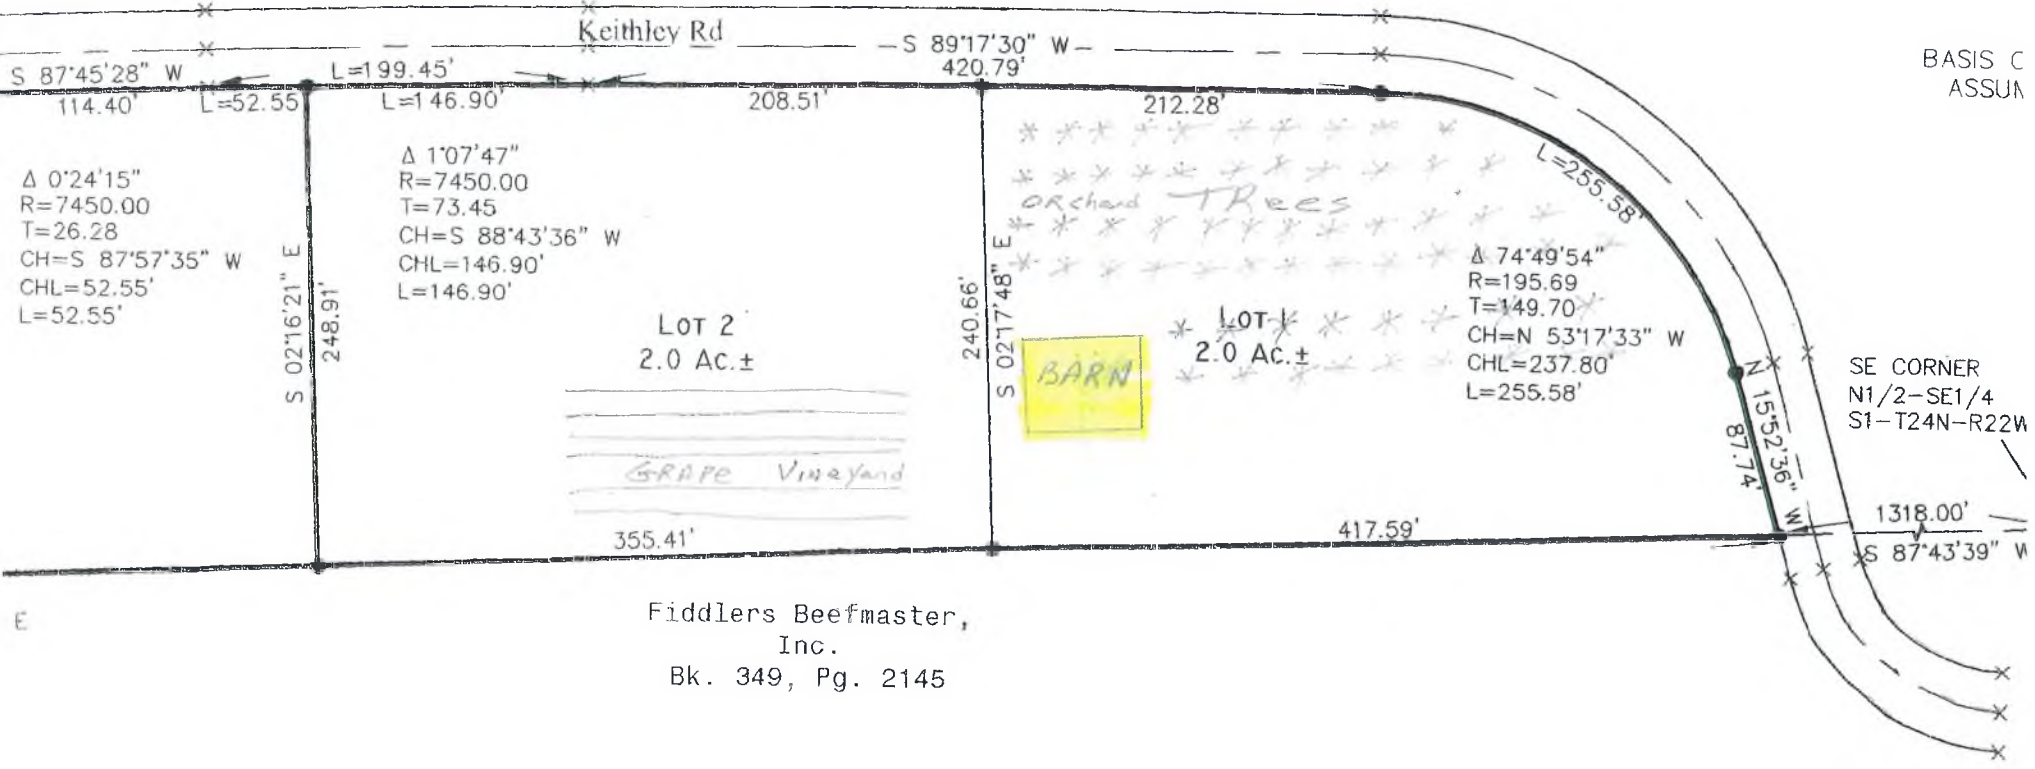 Keithley Rd
S 89°17'30" W
420.79'
S 87°45'28" W
114.40'
L=199.45'
L=52.55
L=146.90'
208.51'
212.28'
BASIS
Δ 0°24'15"
R=7450.00
T=26.28
CH=S 87°57'35" W
CHL=52.55'
L=52.55'
S 02°16'21" E
248.91'
Δ 1°07'47"
R=7450.00
T=73.45
CH=S 88°43'36" W
CHL=146.90'
L=146.90'
LOT 2
2.0 AC.±
GRAPE Vineyard
355.41'
240.66'
S 02°17'48" E
ORchard TRees
LOT 1
2.0 AC.±
BARN
L=255.58'
Δ 74°49'54"
R=195.69
T=149.70
CH=N 53°17'33" W
CHL=237.80'
L=255.58'
N 15°52'36" W
87.74'
417.59'
SE CORNER
N1/2-SE1/4
S1-T24N-R22W
1318.00'
S 87°43'39" W
E
Fiddlers Beefmaster,
Inc.
Bk. 349, Pg. 2145